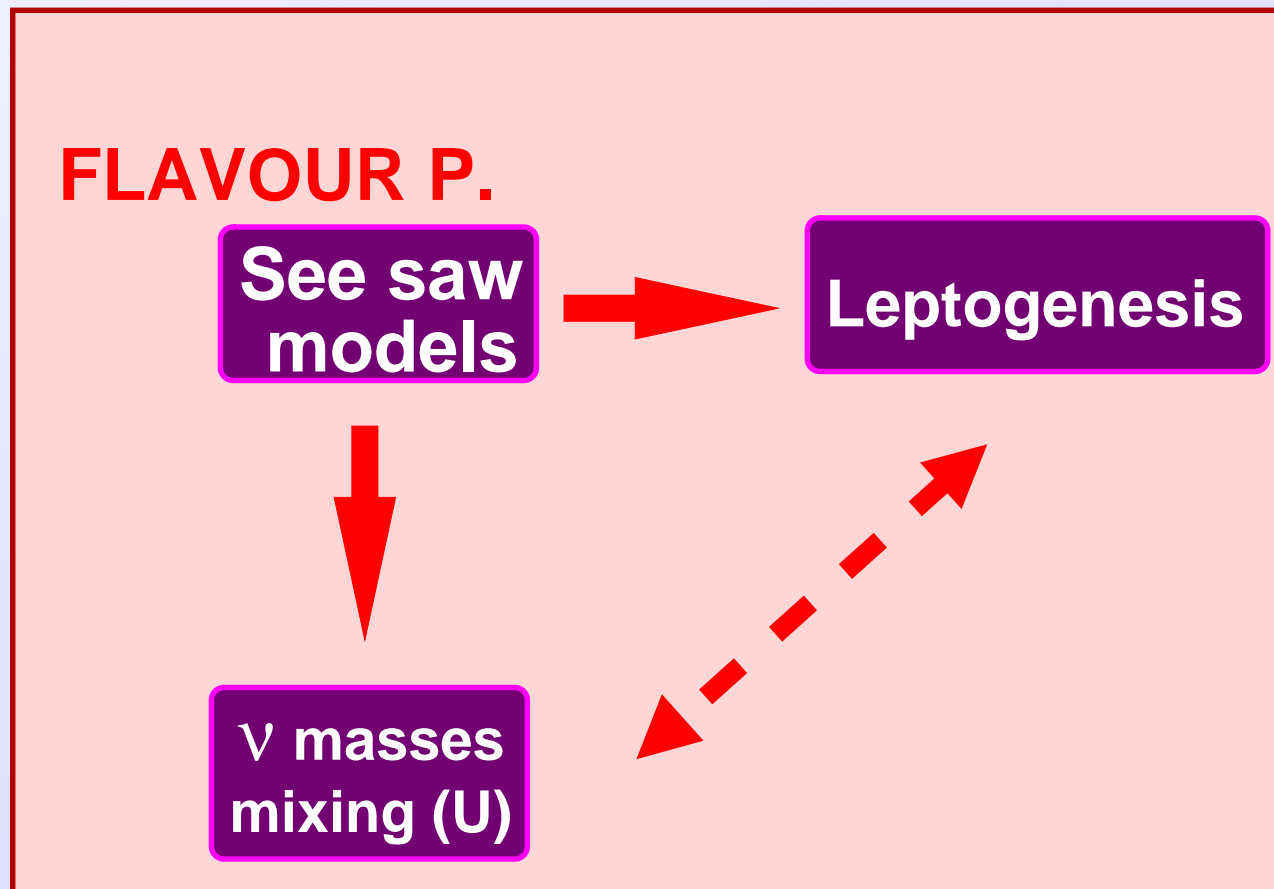 FLAVOUR P.
See saw
models
Leptogenesis
ν masses
mixing (U)